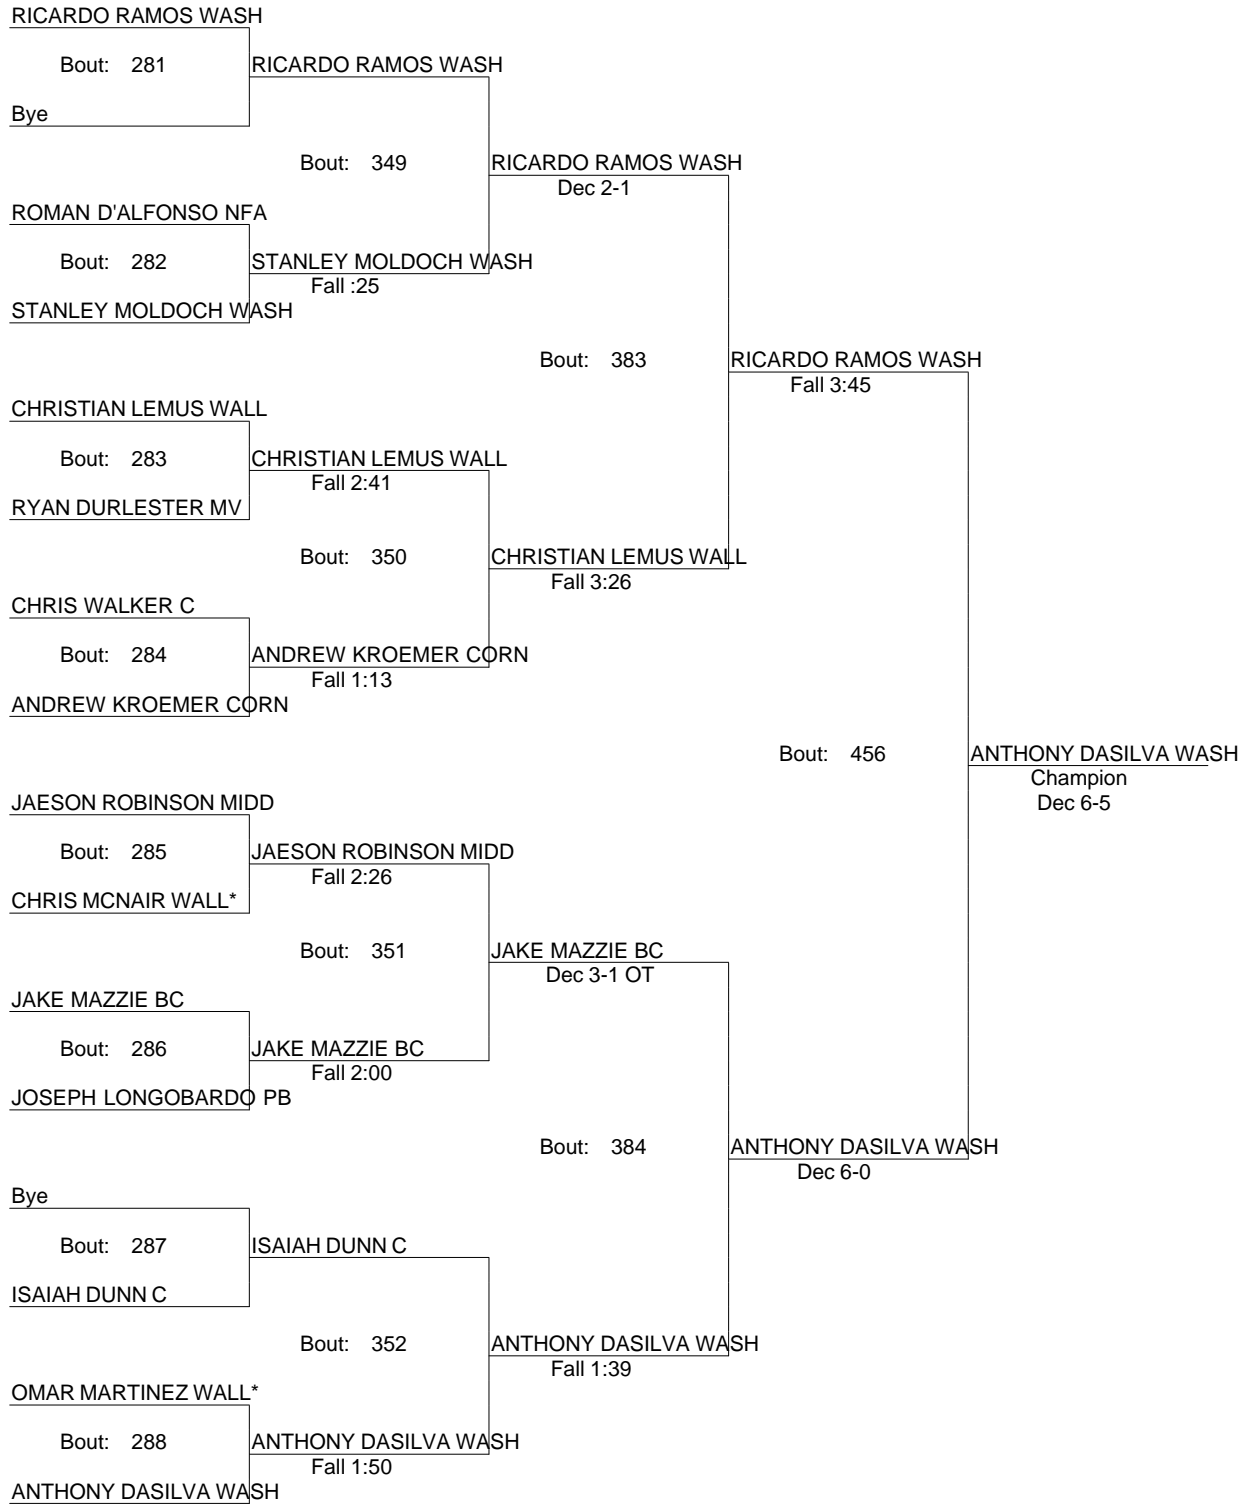 RICARDO RAMOS WASH
Bout: 281
RICARDO RAMOS WASH
Bye
Bout: 349
RICARDO RAMOS WASH
Dec 2-1
ROMAN D'ALFONSO NFA
Bout: 282
STANLEY MOLDOCH WASH
Fall :25
STANLEY MOLDOCH WASH
Bout: 383
RICARDO RAMOS WASH
Fall 3:45
CHRISTIAN LEMUS WALL
Bout: 283
CHRISTIAN LEMUS WALL
Fall 2:41
RYAN DURLESTER MV
Bout: 350
CHRISTIAN LEMUS WALL
Fall 3:26
CHRIS WALKER C
Bout: 284
ANDREW KROEMER CORN
Fall 1:13
ANDREW KROEMER CORN
Bout: 456
ANTHONY DASILVA WASH
Champion
Dec 6-5
JAESON ROBINSON MIDD
Bout: 285
JAESON ROBINSON MIDD
Fall 2:26
CHRIS MCNAIR WALL*
Bout: 351
JAKE MAZZIE BC
Dec 3-1 OT
JAKE MAZZIE BC
Bout: 286
JAKE MAZZIE BC
Fall 2:00
JOSEPH LONGOBARDO PB
Bout: 384
ANTHONY DASILVA WASH
Dec 6-0
Bye
Bout: 287
ISAIAH DUNN C
ISAIAH DUNN C
Bout: 352
ANTHONY DASILVA WASH
Fall 1:39
OMAR MARTINEZ WALL*
Bout: 288
ANTHONY DASILVA WASH
Fall 1:50
ANTHONY DASILVA WASH